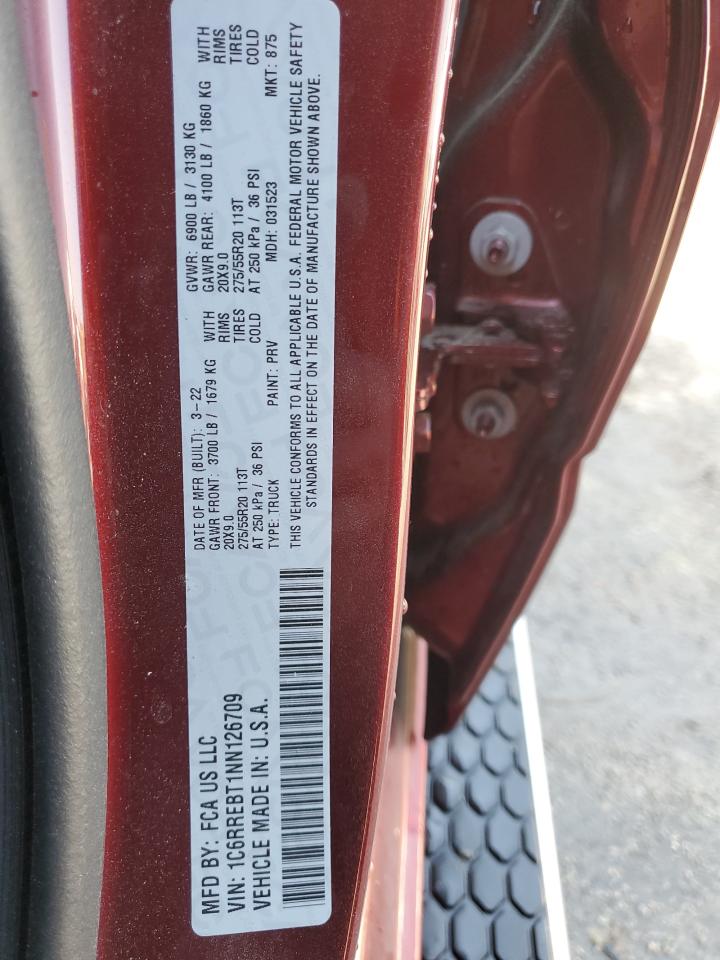 MFD BY: FCA US LLC
VIN: 1C6RREBT1NN126709
VEHICLE MADE IN: U.S.A.
DATE OF MFR (BUILT): 3-22 GVWR: 6900 LB / 3130 KG
GAWR FRONT: 3700 LB / 1679 KG WITH GAWR REAR: 4100 LB / 1860 KG WITH
20X9.0 RIMS 20X9.0 RIMS
275/55R20 113T TIRES 275/55R20 113T TIRES
AT 250 kPa / 36 PSI COLD AT 250 kPa / 36 PSI COLD
TYPE: TRUCK PAINT: PRV MDH: 031523 MKT: 875
THIS VEHICLE CONFORMS TO ALL APPLICABLE U.S.A. FEDERAL MOTOR VEHICLE SAFETY
STANDARDS IN EFFECT ON THE DATE OF MANUFACTURE SHOWN ABOVE.